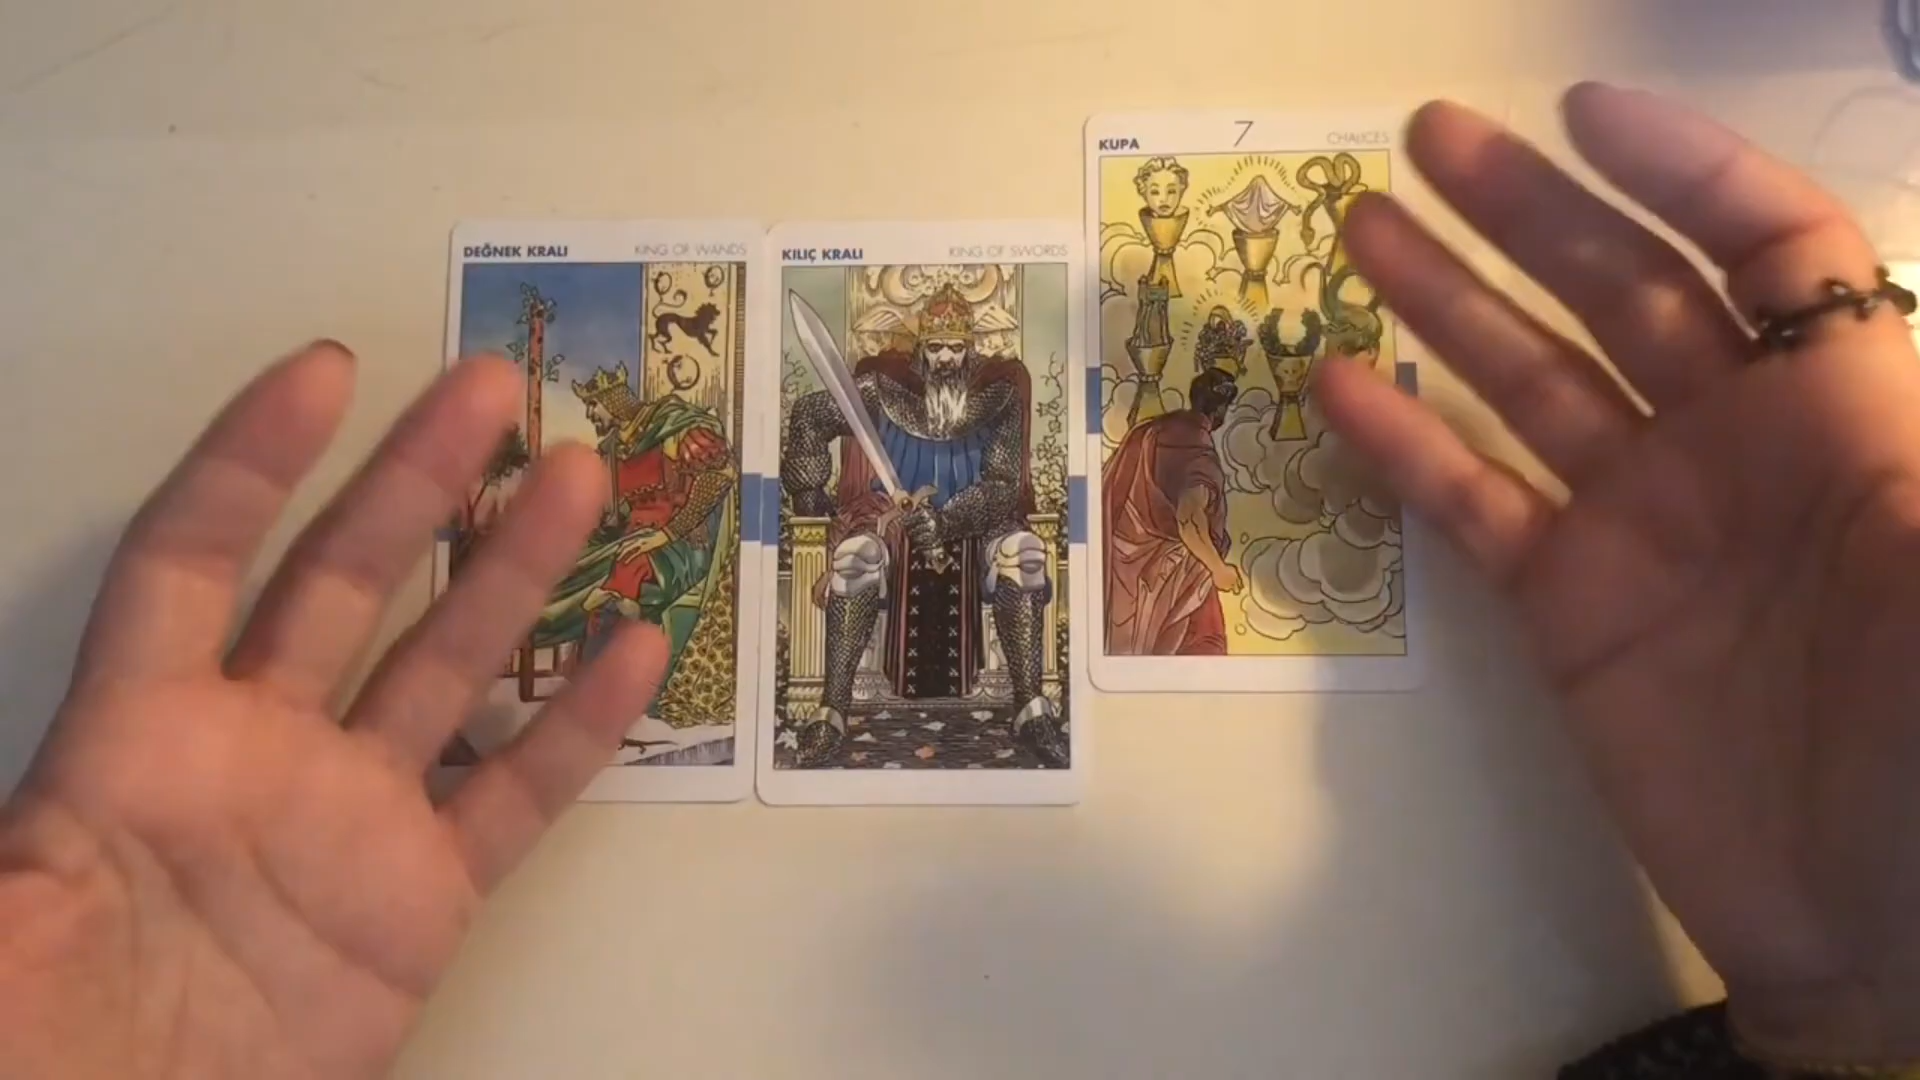 DEĞNEK KRALI KING OF WANDS
KILIÇ KRALI KING OF SWORDS
KUPA 7 CHALICES